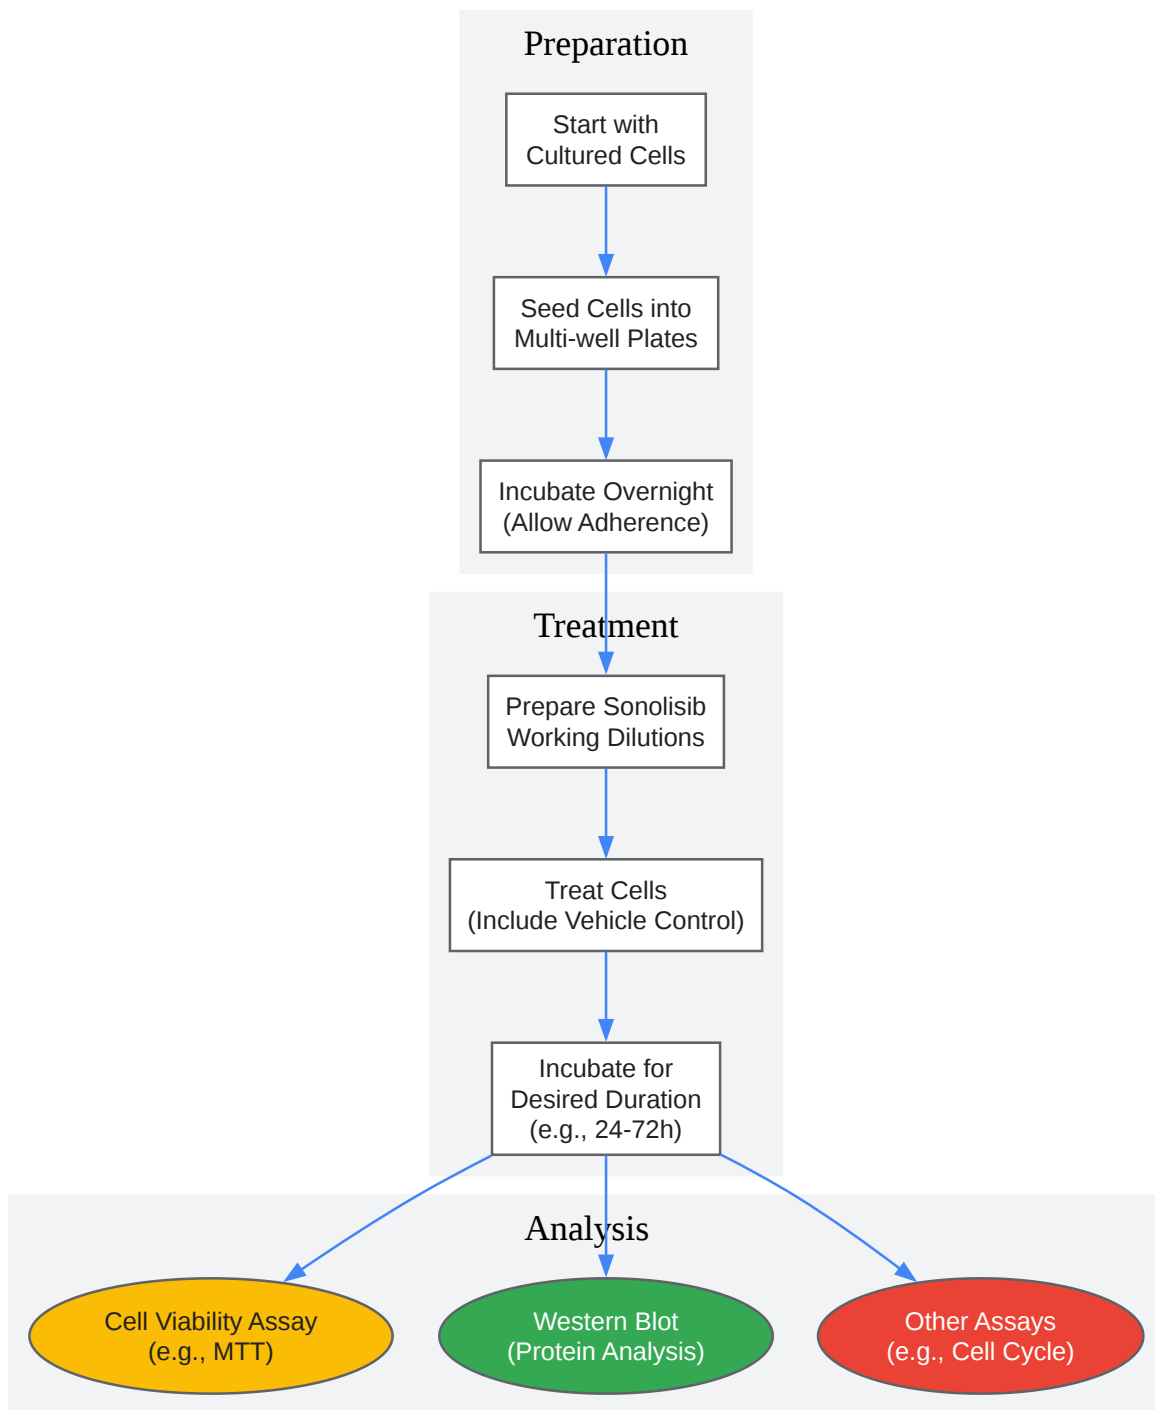 Preparation
Start with
Cultured Cells
Seed Cells into
Multi-well Plates
Incubate Overnight
(Allow Adherence)
Treatment
Prepare Sonolisib
Working Dilutions
Treat Cells
(Include Vehicle Control)
Incubate for
Desired Duration
(e.g., 24-72h)
Analysis
Cell Viability Assay
(e.g., MTT)
Western Blot
(Protein Analysis)
Other Assays
(e.g., Cell Cycle)